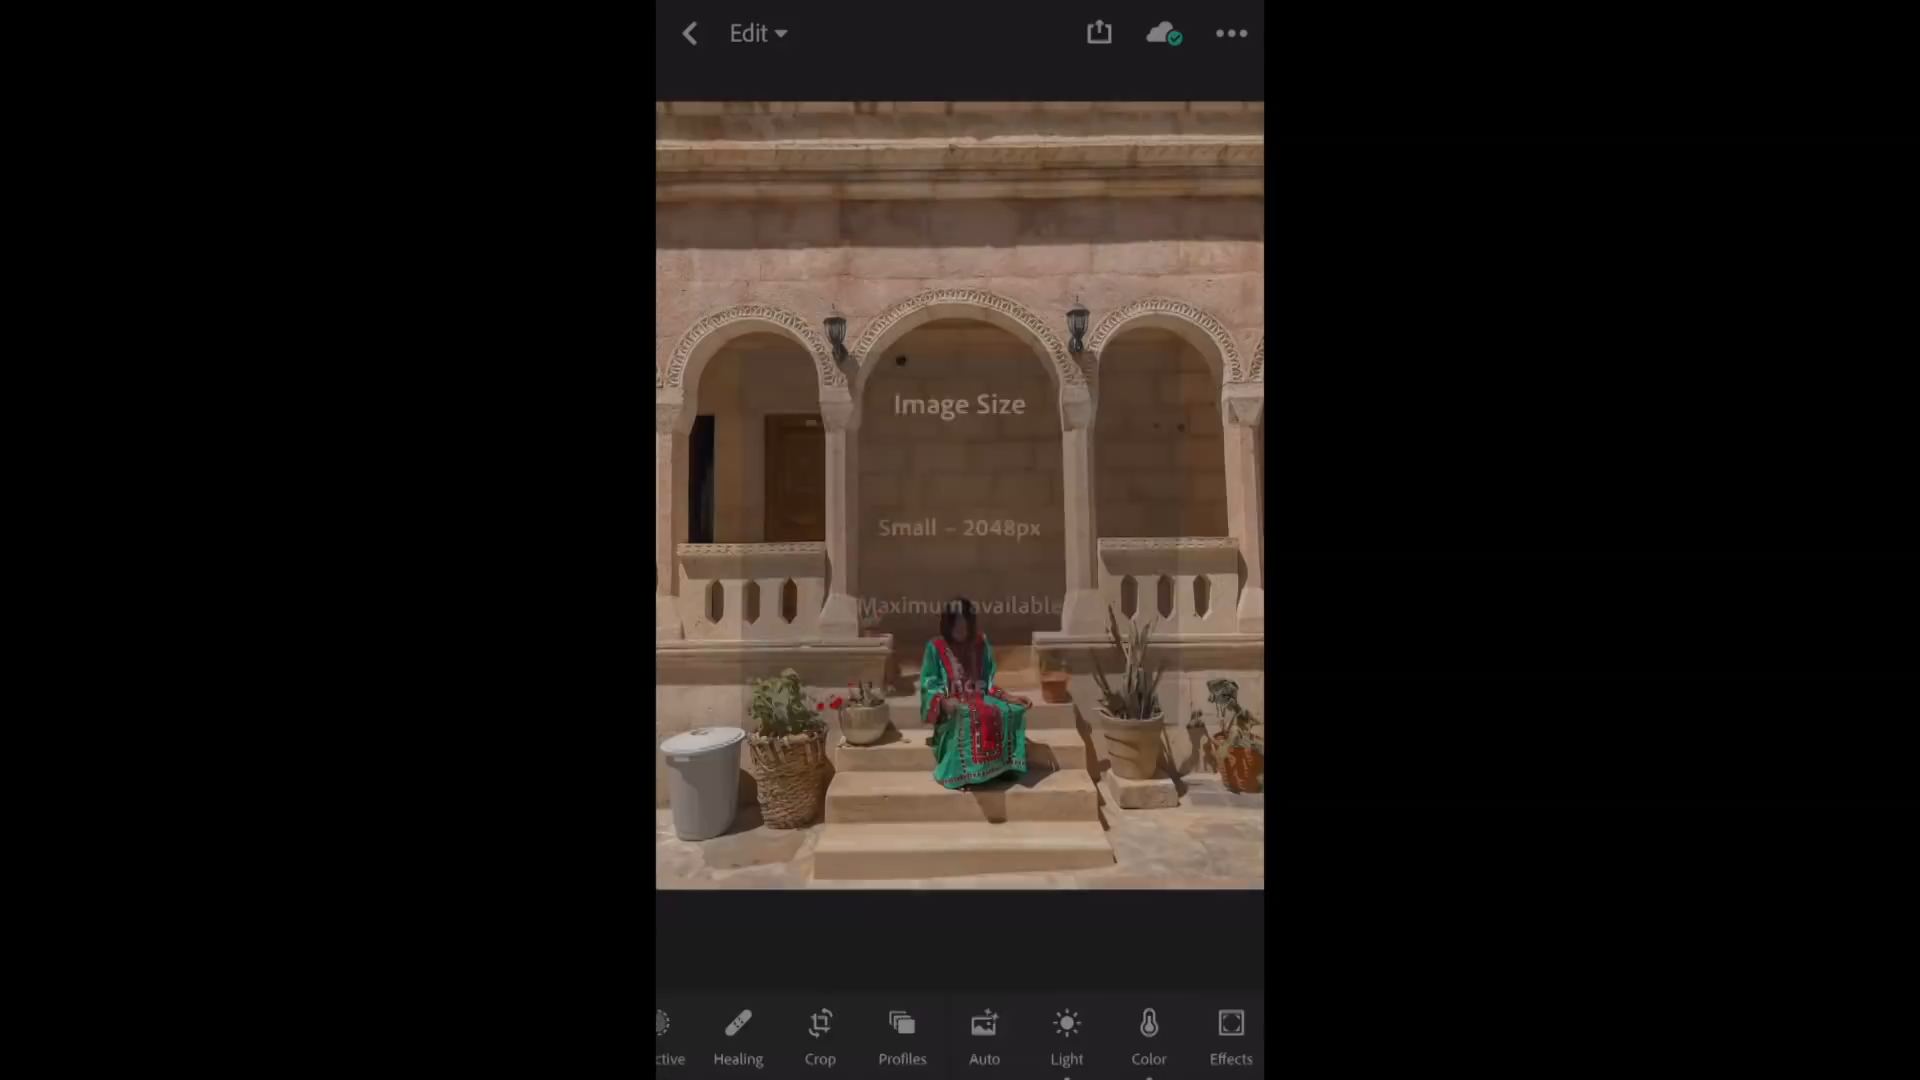 Edit
Image Size
Small – 2048px
Maximum available
ctive Healing Crop Profiles Auto Light Color Effects